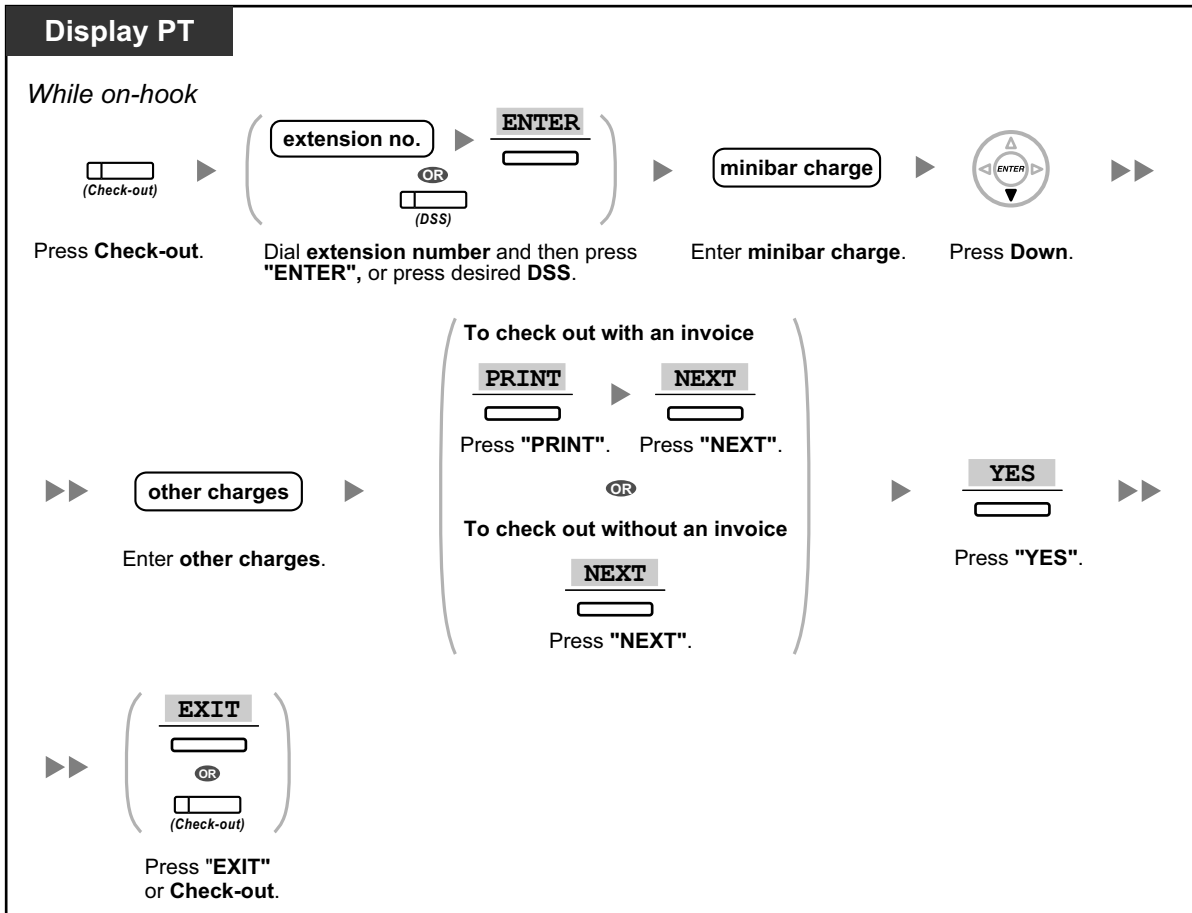 Display PT
While on-hook
(Check-out)
Press Check-out.
extension no.
ENTER
OR
(DSS)
Dial extension number and then press
"ENTER", or press desired DSS.
minibar charge
Enter minibar charge.
ENTER
Press Down.
other charges
Enter other charges.
To check out with an invoice
PRINT
Press "PRINT".
NEXT
Press "NEXT".
OR
To check out without an invoice
NEXT
Press "NEXT".
YES
Press "YES".
EXIT
OR
(Check-out)
Press "EXIT"
or Check-out.